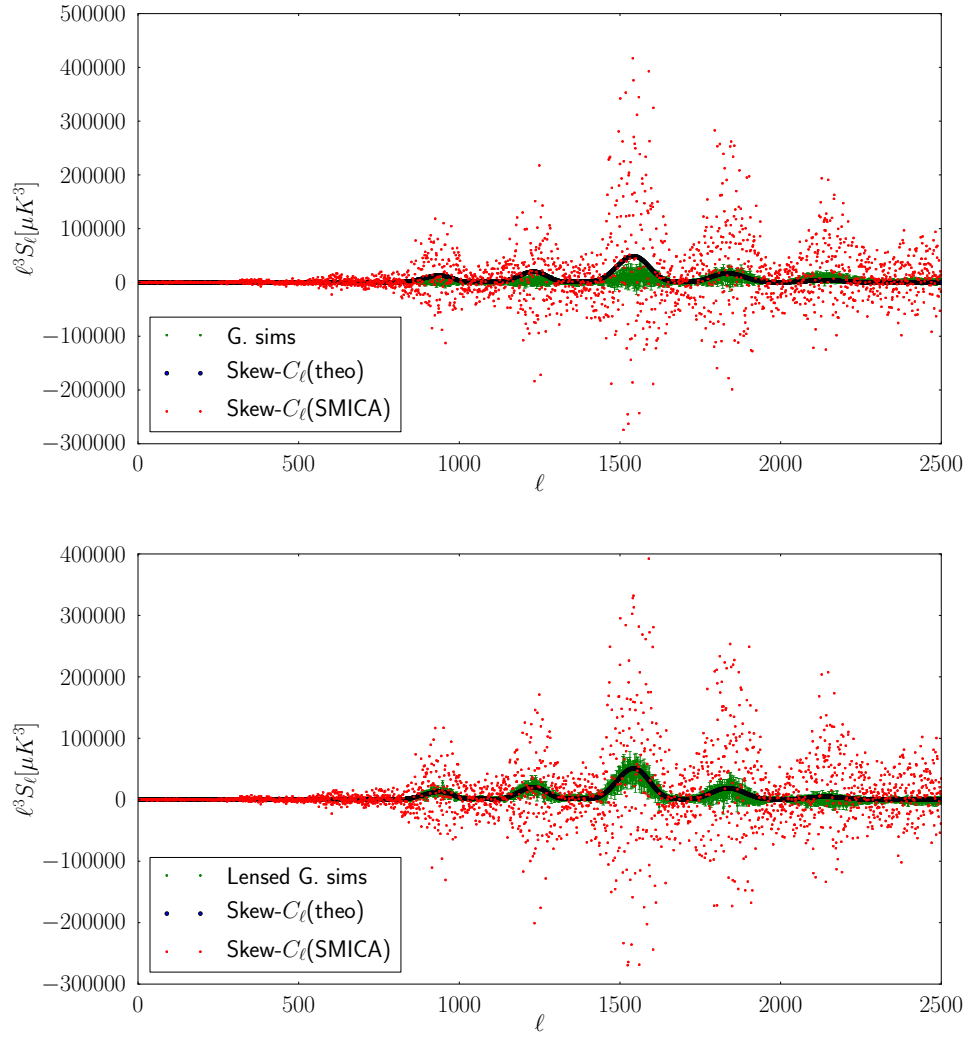 500000
400000
300000
200000
100000
0
−100000
−200000
−300000
ℓ³Sℓ[μK³]
G. sims
Skew-Cℓ(theo)
Skew-Cℓ(SMICA)
0 500 1000 1500 2000 2500
ℓ
400000
300000
200000
100000
0
−100000
−200000
−300000
ℓ³Sℓ[μK³]
Lensed G. sims
Skew-Cℓ(theo)
Skew-Cℓ(SMICA)
0 500 1000 1500 2000 2500
ℓ